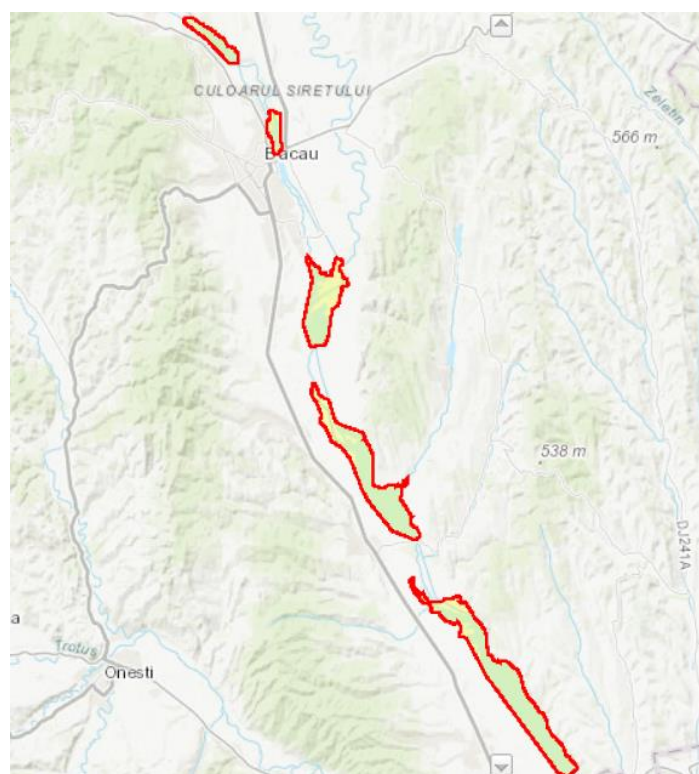 CULOARUL SIRETULUI
Zeletin
566 m
Bacau
538 m
DJ241A
a
Trotuș
Onesti